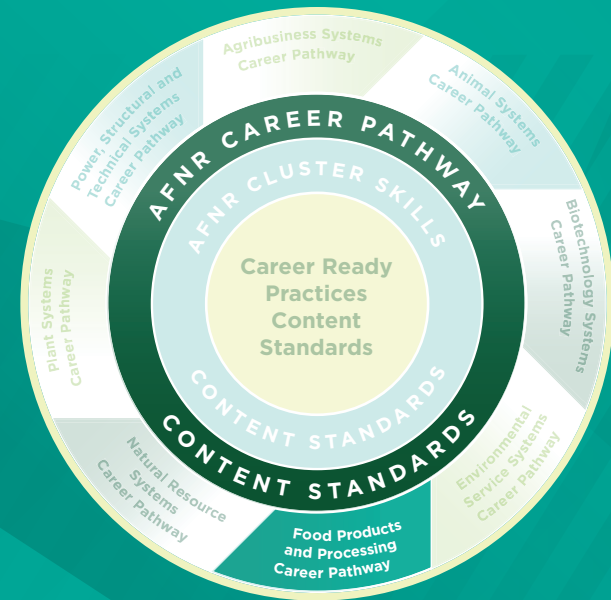 Agribusiness Systems
Career Pathway
Animal Systems
Career Pathway
Biotechnology Systems
Career Pathway
Environmental
Service Systems
Career Pathway
Food Products
and Processing
Career Pathway
Natural Resource
Systems
Career Pathway
Plant Systems
Career Pathway
Power, Structural and
Technical Systems
Career Pathway
AFNR CAREER PATHWAY
CONTENT STANDARDS
AFNR CLUSTER SKILLS
CONTENT STANDARDS
Career Ready
Practices
Content
Standards